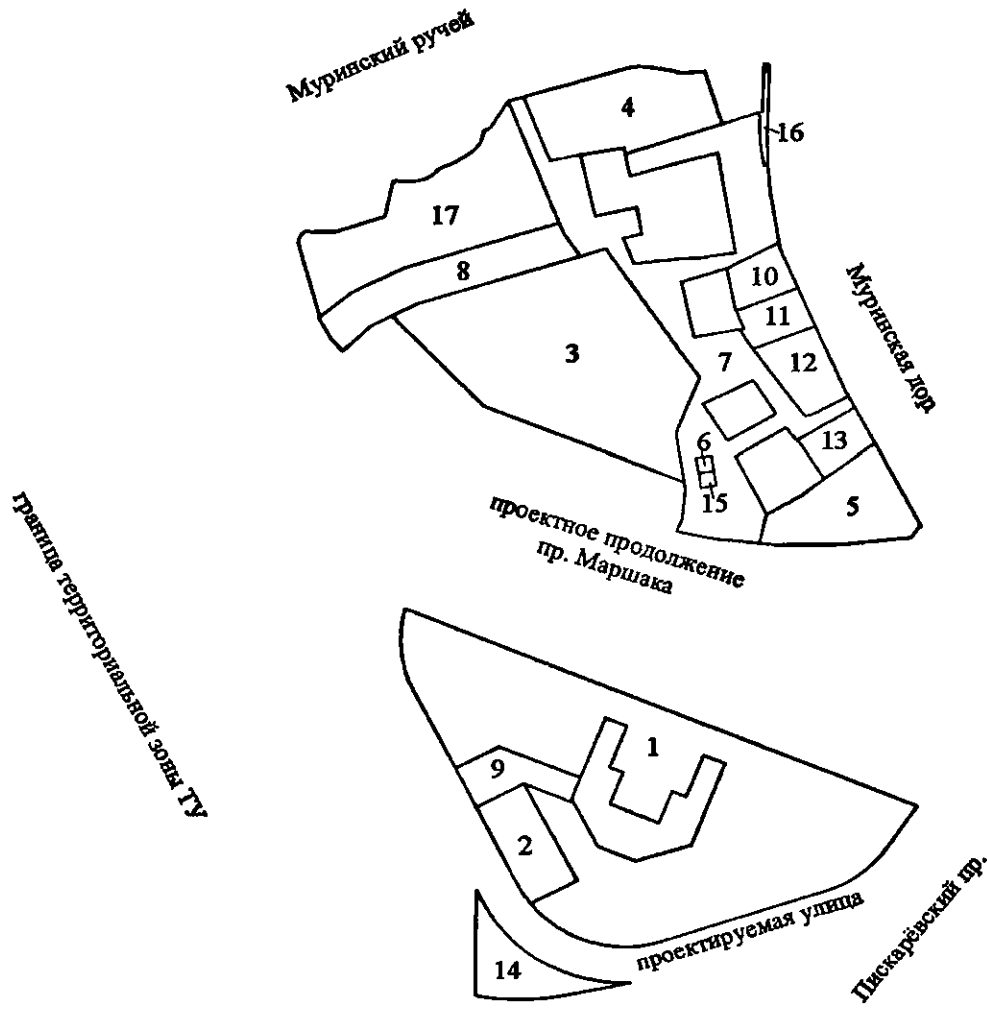 Муринский ручей
4
16
17
8
10
Муринская дор
11
3
7
12
6
13
15
5
проектное продолжение
пр. Маршака
граница территориальной зоны ТУ
1
9
2
проектируемая улица
Пискарёвский пр.
14